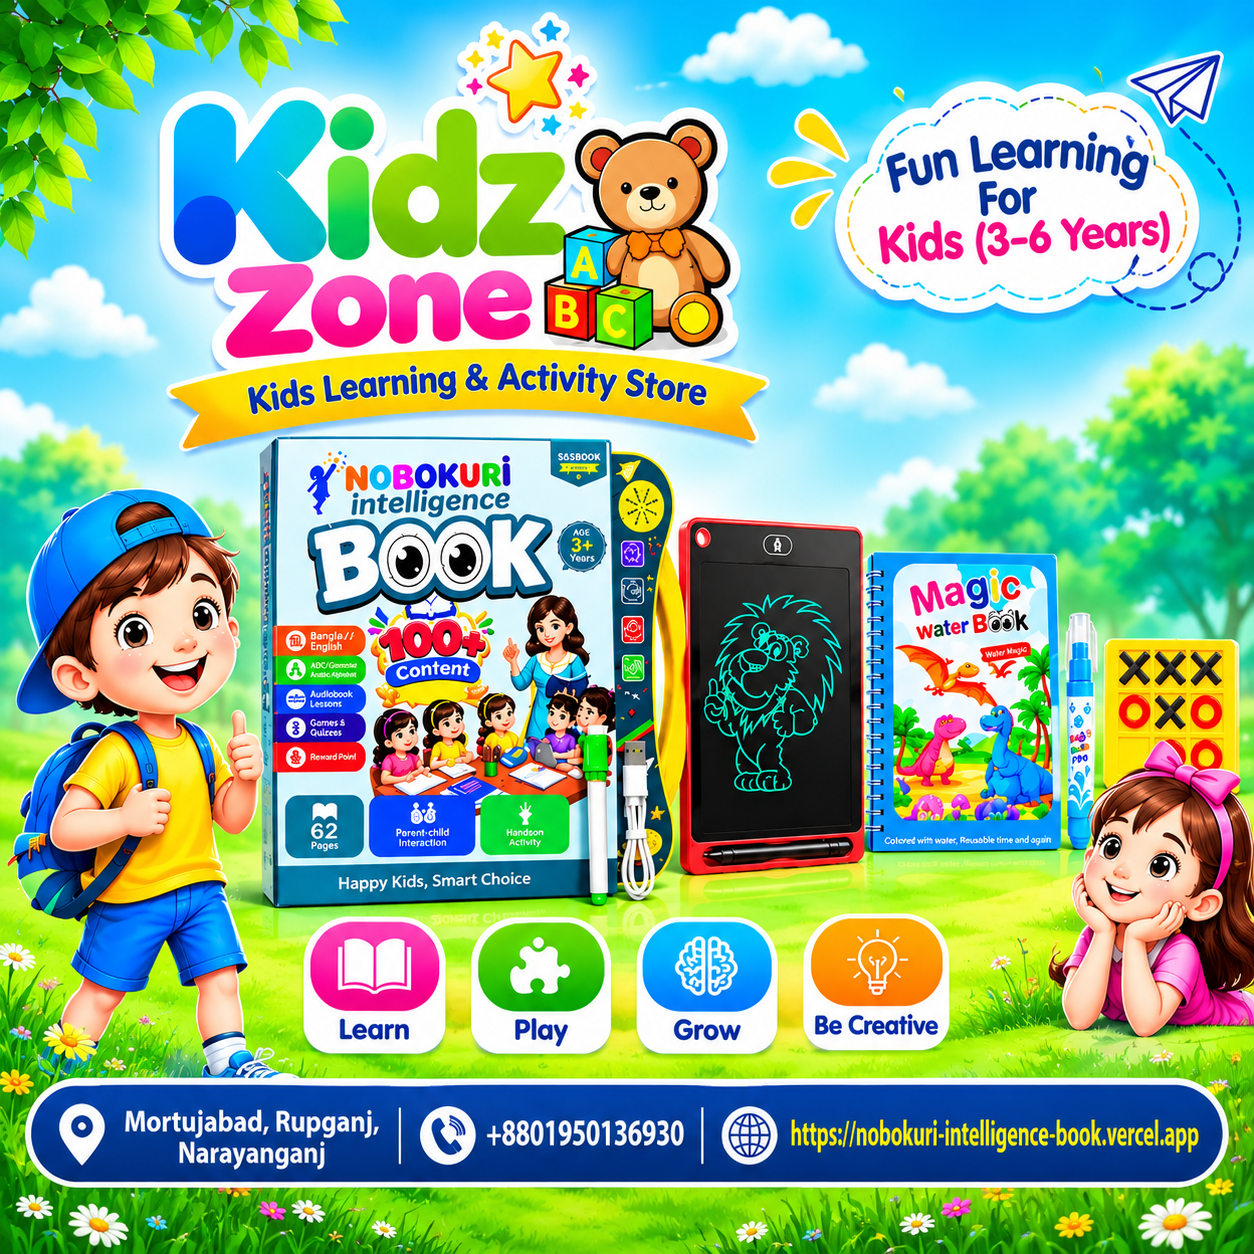 Kidz
Zone
A
B
C
Kids Learning & Activity Store
Fun Learning
For
Kids (3-6 Years)
NOBOKURi
intelligence
BOOK
SGSBOOK
AGE
3+
Years
Bangla //
English
100+
Content
Audiobook
Lessons
Games &
Quizzes
Reward Point
62
Pages
Parent-child
Interaction
Handson
Activity
Happy Kids, Smart Choice
Magic
water BOOK
Water Magic
Colored with water, Reusable time and again
Learn
Play
Grow
Be Creative
Mortujabad, Rupganj,
Narayanganj
+8801950136930
https://nobokuri-intelligence-book.vercel.app